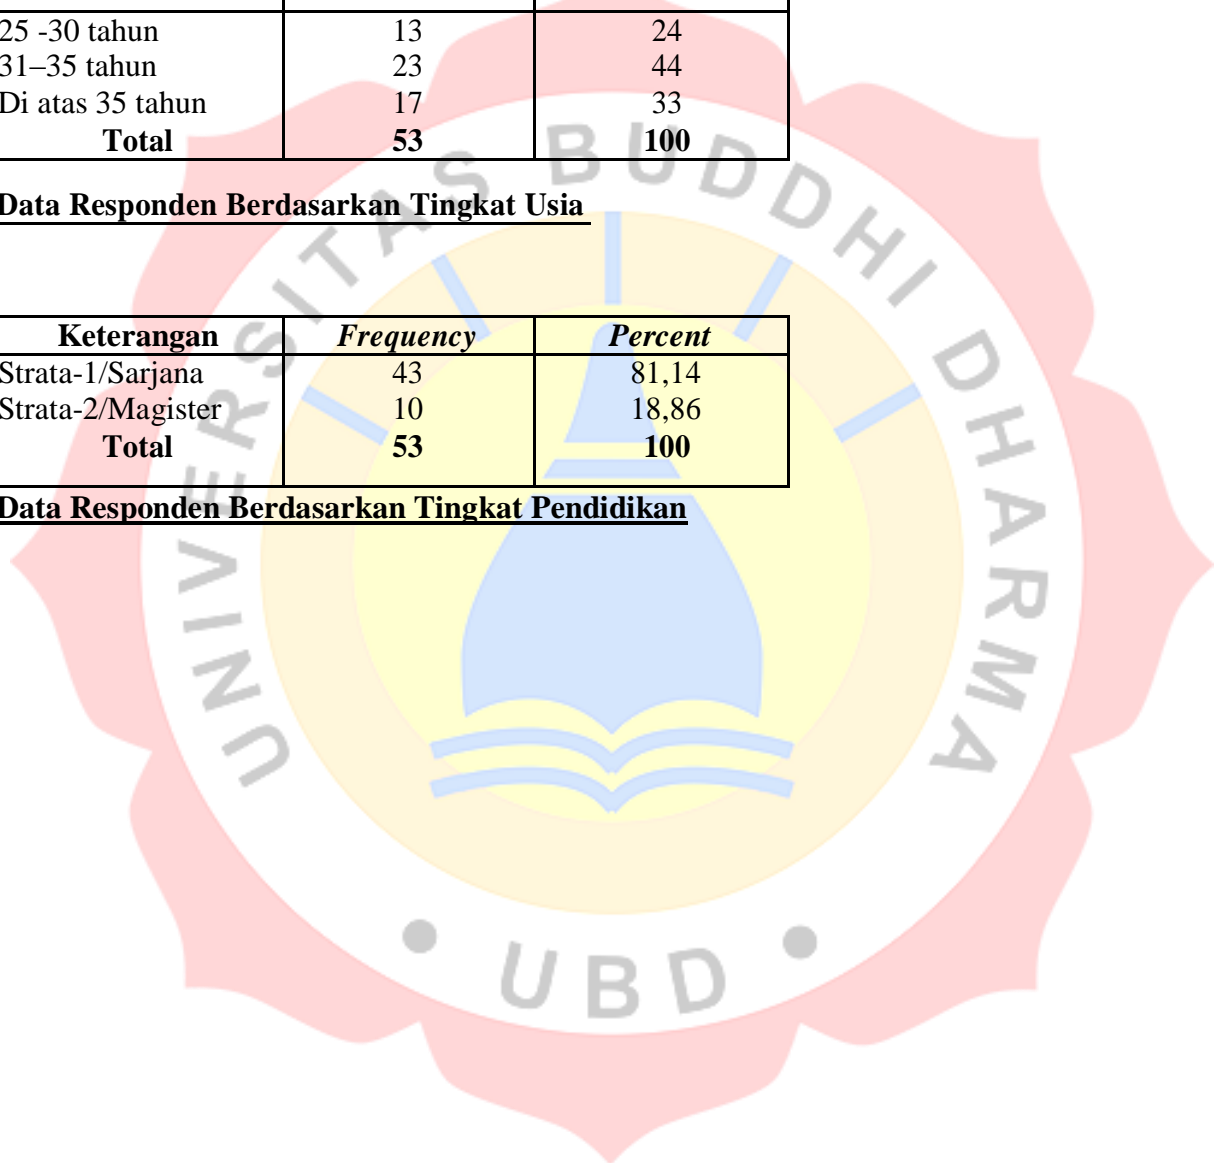 25 -30 tahun 13 24
31–35 tahun 23 44
Di atas 35 tahun 17 33
Total 53 100
Data Responden Berdasarkan Tingkat Usia
Keterangan Frequency Percent
Strata-1/Sarjana 43 81,14
Strata-2/Magister 10 18,86
Total 53 100
Data Responden Berdasarkan Tingkat Pendidikan
UNIVERSITAS BUDDHI DHARMA
• UBD •